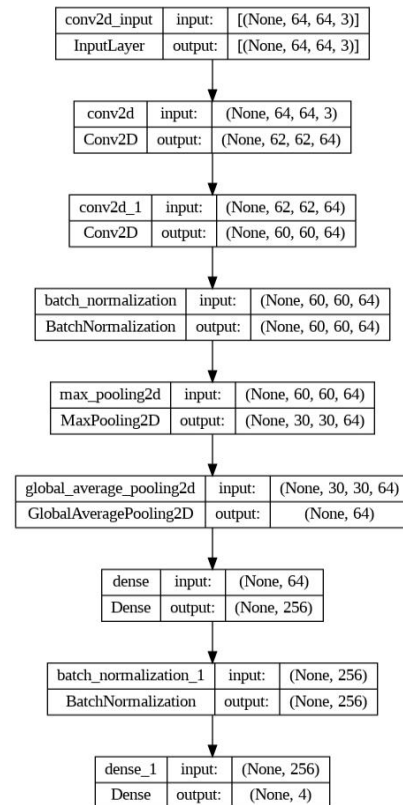 conv2d_input input: [(None, 64, 64, 3)]
InputLayer output: [(None, 64, 64, 3)]
conv2d input: (None, 64, 64, 3)
Conv2D output: (None, 62, 62, 64)
conv2d_1 input: (None, 62, 62, 64)
Conv2D output: (None, 60, 60, 64)
batch_normalization input: (None, 60, 60, 64)
BatchNormalization output: (None, 60, 60, 64)
max_pooling2d input: (None, 60, 60, 64)
MaxPooling2D output: (None, 30, 30, 64)
global_average_pooling2d input: (None, 30, 30, 64)
GlobalAveragePooling2D output: (None, 64)
dense input: (None, 64)
Dense output: (None, 256)
batch_normalization_1 input: (None, 256)
BatchNormalization output: (None, 256)
dense_1 input: (None, 256)
Dense output: (None, 4)